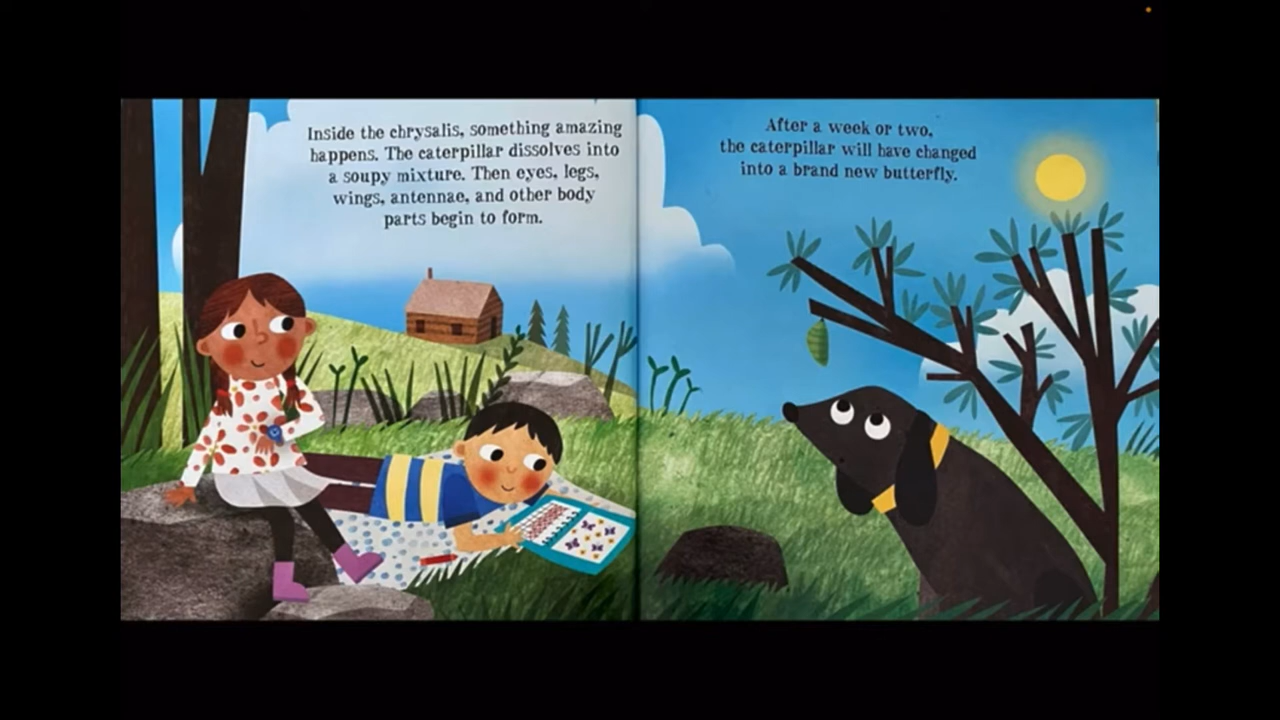 Inside the chrysalis, something amazing
happens. The caterpillar dissolves into
a soupy mixture. Then eyes, legs,
wings, antennae, and other body
parts begin to form.
After a week or two,
the caterpillar will have changed
into a brand new butterfly.